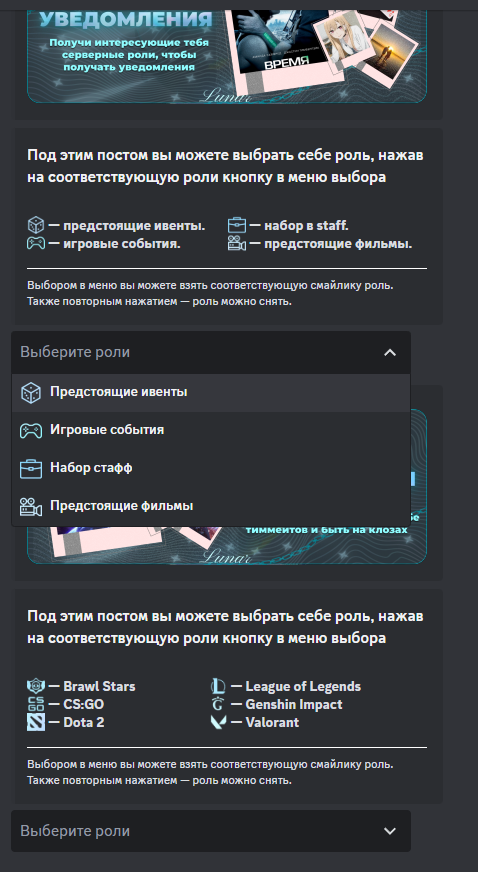 УВЕДОМЛЕНИЯ
Получи интересующие тебя
серверные роли, чтобы
получать уведомления
ВРЕМЯ
Lunar
Под этим постом вы можете выбрать себе роль, нажав
на соответствующую роли кнопку в меню выбора
— предстоящие ивенты. — набор в staff.
— игровые события. — предстоящие фильмы.
Выбором в меню вы можете взять соответствующую смайлику роль.
Также повторным нажатием — роль можно снять.
Выберите роли
Предстоящие ивенты
Игровые события
Набор стафф
Предстоящие фильмы
тиммейтов и быть на клозах
Lunar
Под этим постом вы можете выбрать себе роль, нажав
на соответствующую роли кнопку в меню выбора
— Brawl Stars — League of Legends
CS GO — CS:GO — Genshin Impact
— Dota 2 — Valorant
Выбором в меню вы можете взять соответствующую смайлику роль.
Также повторным нажатием — роль можно снять.
Выберите роли